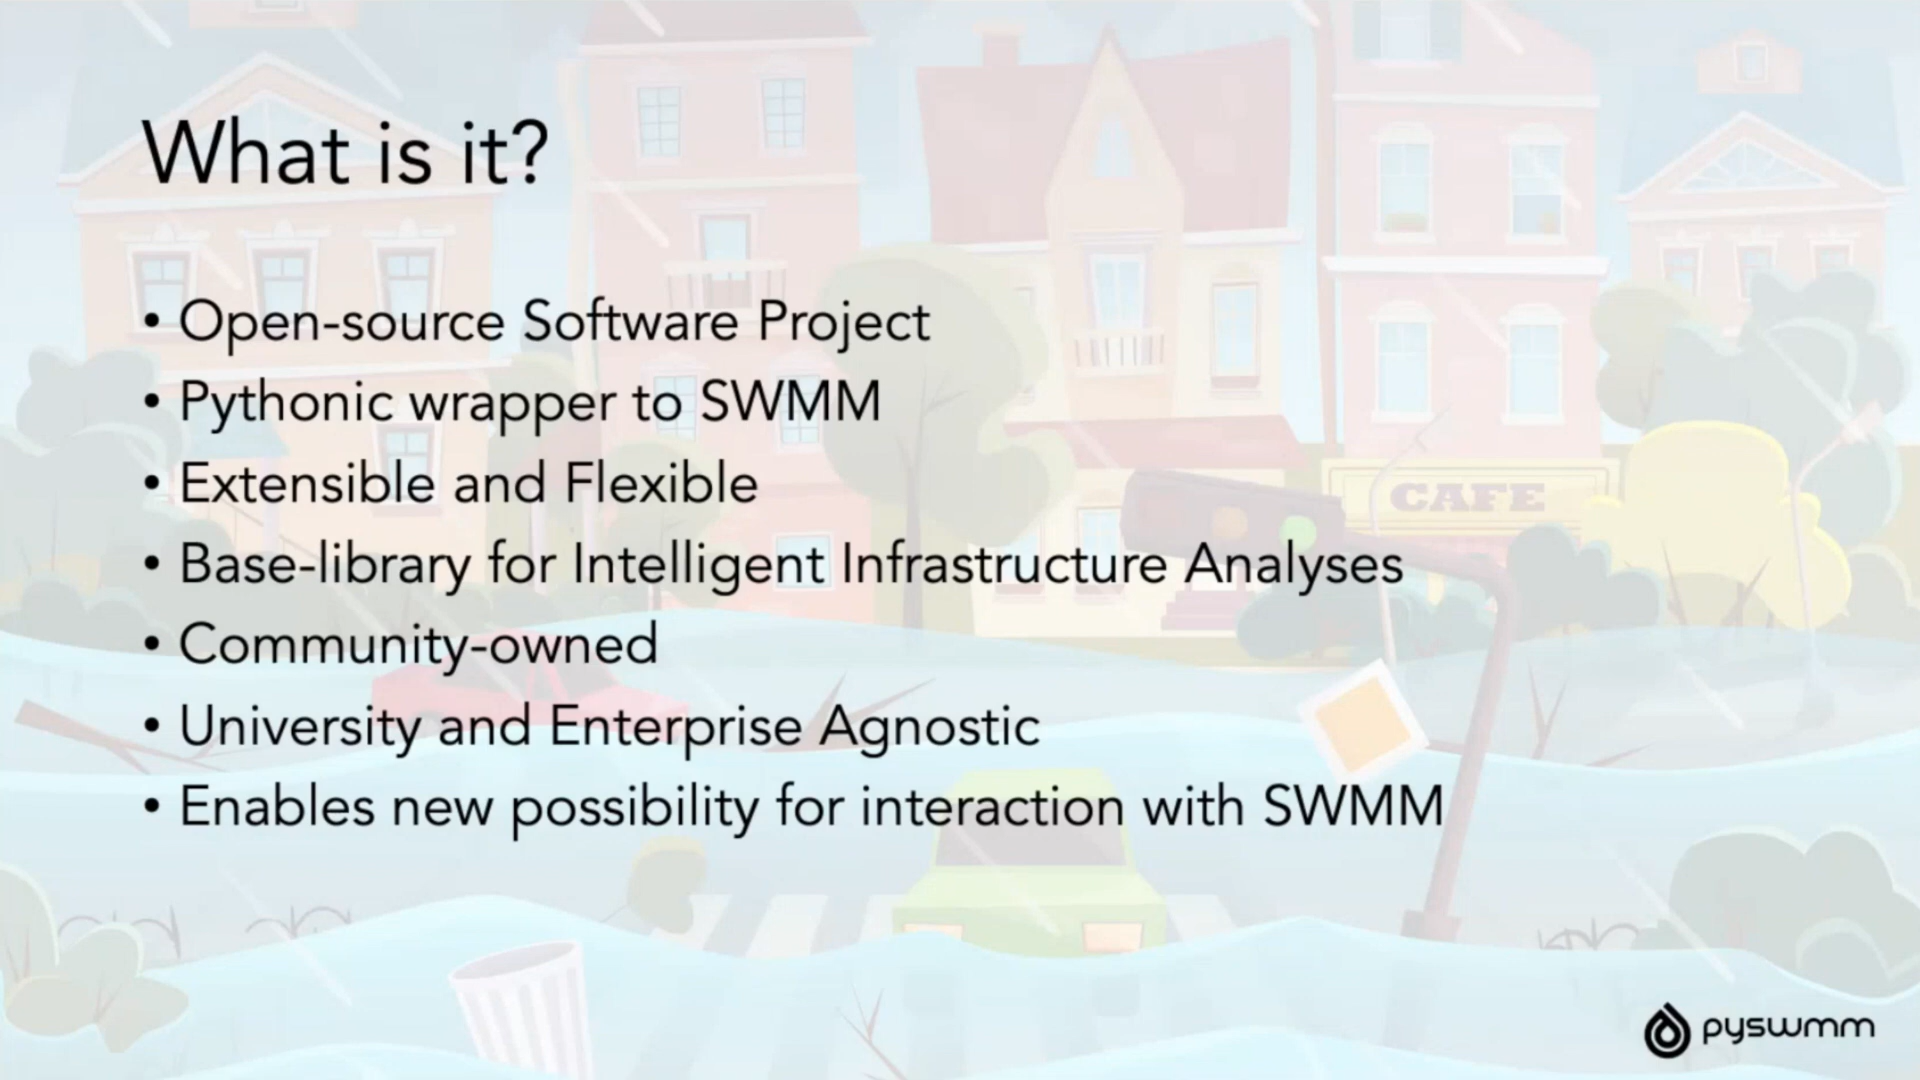 What is it?
• Open-source Software Project
• Pythonic wrapper to SWMM
• Extensible and Flexible
• Base-library for Intelligent Infrastructure Analyses
• Community-owned
• University and Enterprise Agnostic
• Enables new possibility for interaction with SWMM
CAFE
pyswmm